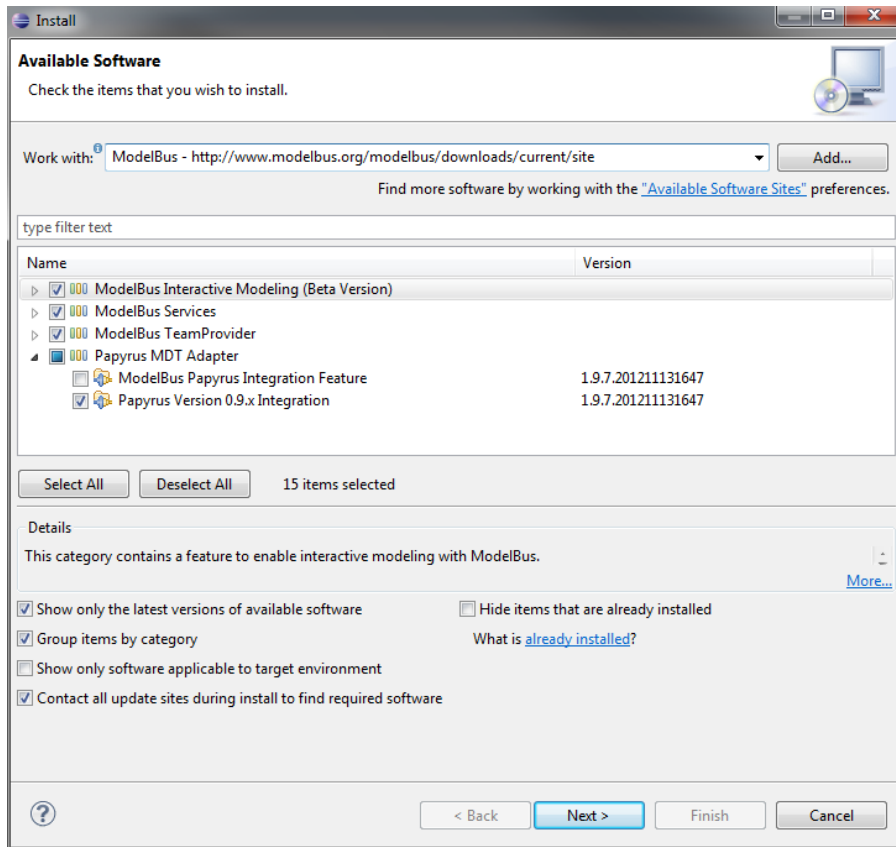 Install
Available Software
Check the items that you wish to install.
Work with: ModelBus - http://www.modelbus.org/modelbus/downloads/current/site Add...
Find more software by working with the "Available Software Sites" preferences.
type filter text
Name Version
ModelBus Interactive Modeling (Beta Version)
ModelBus Services
ModelBus TeamProvider
Papyrus MDT Adapter
ModelBus Papyrus Integration Feature 1.9.7.201211131647
Papyrus Version 0.9.x Integration 1.9.7.201211131647
Select All Deselect All 15 items selected
Details
This category contains a feature to enable interactive modeling with ModelBus.
More...
Show only the latest versions of available software Hide items that are already installed
Group items by category What is already installed?
Show only software applicable to target environment
Contact all update sites during install to find required software
? < Back Next > Finish Cancel